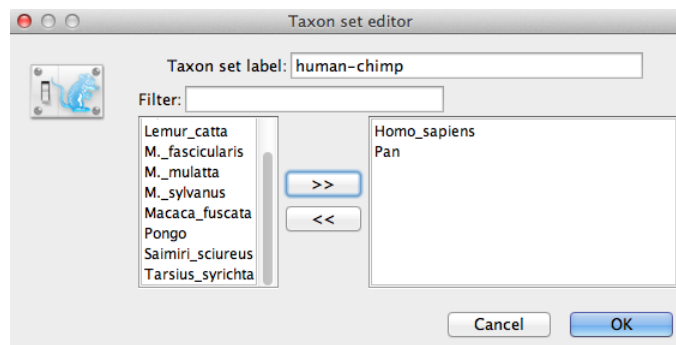 Taxon set editor
Taxon set label: human-chimp
Filter:
Lemur_catta
M._fascicularis
M._mulatta
M._sylvanus
Macaca_fuscata
Pongo
Saimiri_sciureus
Tarsius_syrichta
>>
<<
Homo_sapiens
Pan
Cancel
OK